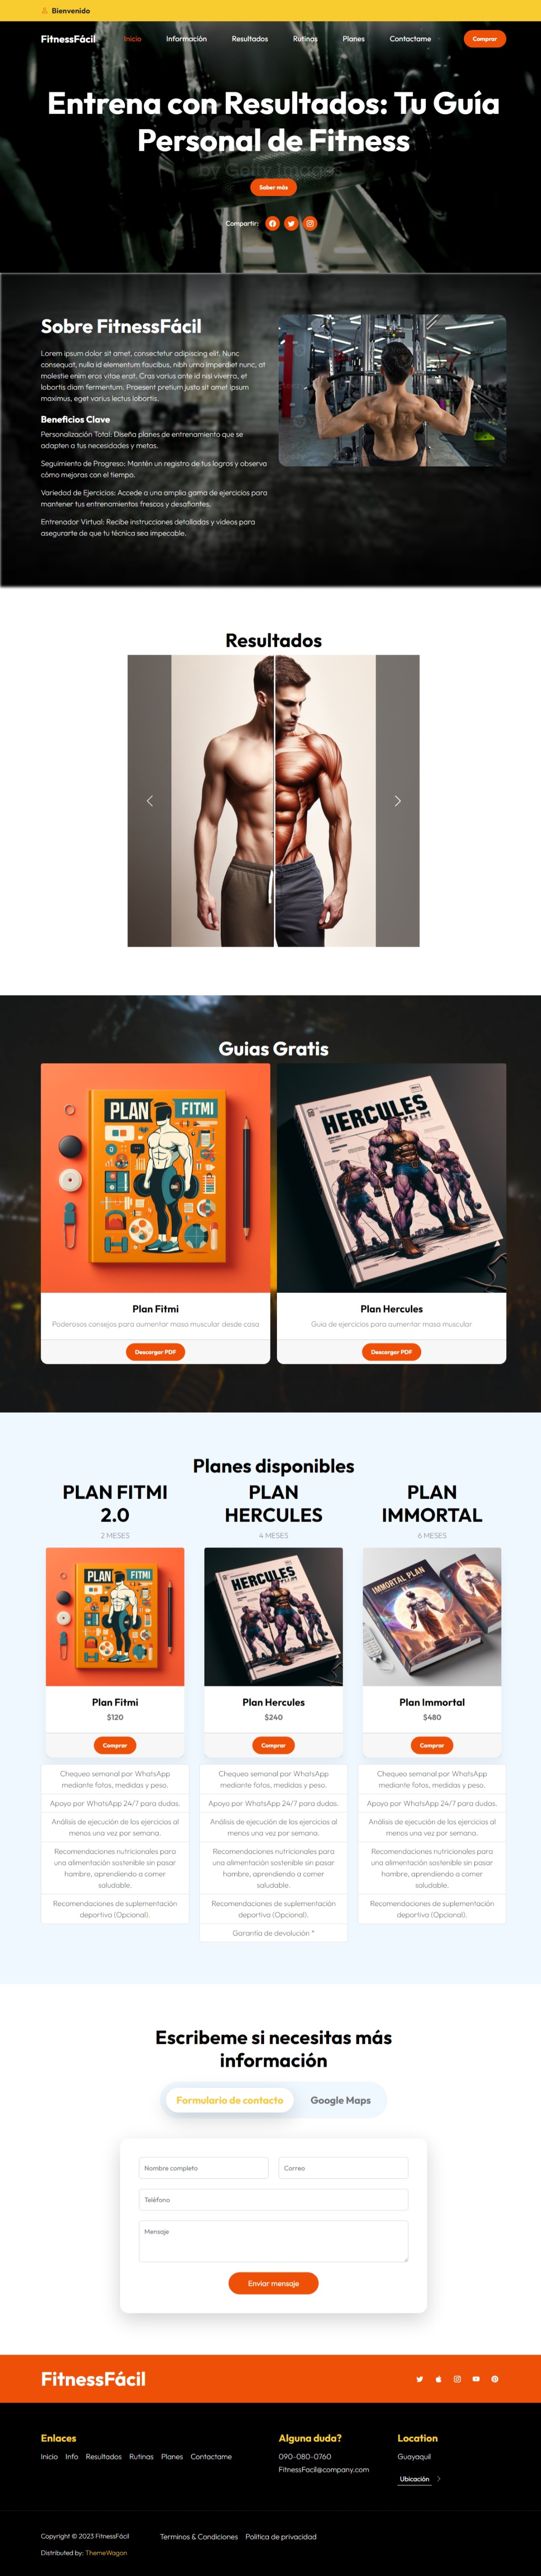 Bienvenido
FitnessFácil
Inicio
Información
Resultados
Rutinas
Planes
Contactame
Comprar
Entrena con Resultados: Tu Guía
Personal de Fitness
iStock
by Getty Images
Saber más
Compartir:
Sobre FitnessFácil
Lorem ipsum dolor sit amet, consectetur adipiscing elit. Nunc
consequat, nulla id elementum faucibus, nibh urna imperdiet nunc, at
molestie enim eros vitae erat. Cras varius ante id nisi viverra, et
lobortis diam fermentum. Praesent pretium justo sit amet ipsum
maximus, eget varius lectus lobortis.
Beneficios Clave
Personalización Total: Diseña planes de entrenamiento que se
adapten a tus necesidades y metas.
Seguimiento de Progreso: Mantén un registro de tus logros y observa
cómo mejoras con el tiempo.
Variedad de Ejercicios: Accede a una amplia gama de ejercicios para
mantener tus entrenamientos frescos y desafiantes.
Entrenador Virtual: Recibe instrucciones detalladas y videos para
asegurarte de que tu técnica sea impecable.
Resultados
Guias Gratis
PLAN FITMI
HERCULES
Plan Fitmi
Poderosos consejos para aumentar masa muscular desde casa
Descargar PDF
Plan Hercules
Guia de ejercicios para aumentar masa muscular
Descargar PDF
Planes disponibles
PLAN FITMI
2.0
2 MESES
PLAN FITMI
Plan Fitmi
$120
Comprar
Chequeo semanal por WhatsApp
mediante fotos, medidas y peso.
Apoyo por WhatsApp 24/7 para dudas.
Análisis de ejecución de los ejercicios al
menos una vez por semana.
Recomendaciones nutricionales para
una alimentación sostenible sin pasar
hambre, aprendiendo a comer
saludable.
Recomendaciones de suplementación
deportiva (Opcional).
PLAN
HERCULES
4 MESES
HERCULES
Plan Hercules
$240
Comprar
Chequeo semanal por WhatsApp
mediante fotos, medidas y peso.
Apoyo por WhatsApp 24/7 para dudas.
Análisis de ejecución de los ejercicios al
menos una vez por semana.
Recomendaciones nutricionales para
una alimentación sostenible sin pasar
hambre, aprendiendo a comer
saludable.
Recomendaciones de suplementación
deportiva (Opcional).
Garantía de devolución *
PLAN
IMMORTAL
6 MESES
IMMORTAL PLAN
Plan Immortal
$480
Comprar
Chequeo semanal por WhatsApp
mediante fotos, medidas y peso.
Apoyo por WhatsApp 24/7 para dudas.
Análisis de ejecución de los ejercicios al
menos una vez por semana.
Recomendaciones nutricionales para
una alimentación sostenible sin pasar
hambre, aprendiendo a comer
saludable.
Recomendaciones de suplementación
deportiva (Opcional).
Escribeme si necesitas más
información
Formulario de contacto
Google Maps
Nombre completo
Correo
Teléfono
Mensaje
Enviar mensaje
FitnessFácil
Enlaces
Inicio
Info
Resultados
Rutinas
Planes
Contactame
Alguna duda?
090-080-0760
FitnessFacil@company.com
Location
Guayaquil
Ubicación
Copyright © 2023 FitnessFácil
Terminos & Condiciones
Politica de privacidad
Distributed by: ThemeWagon